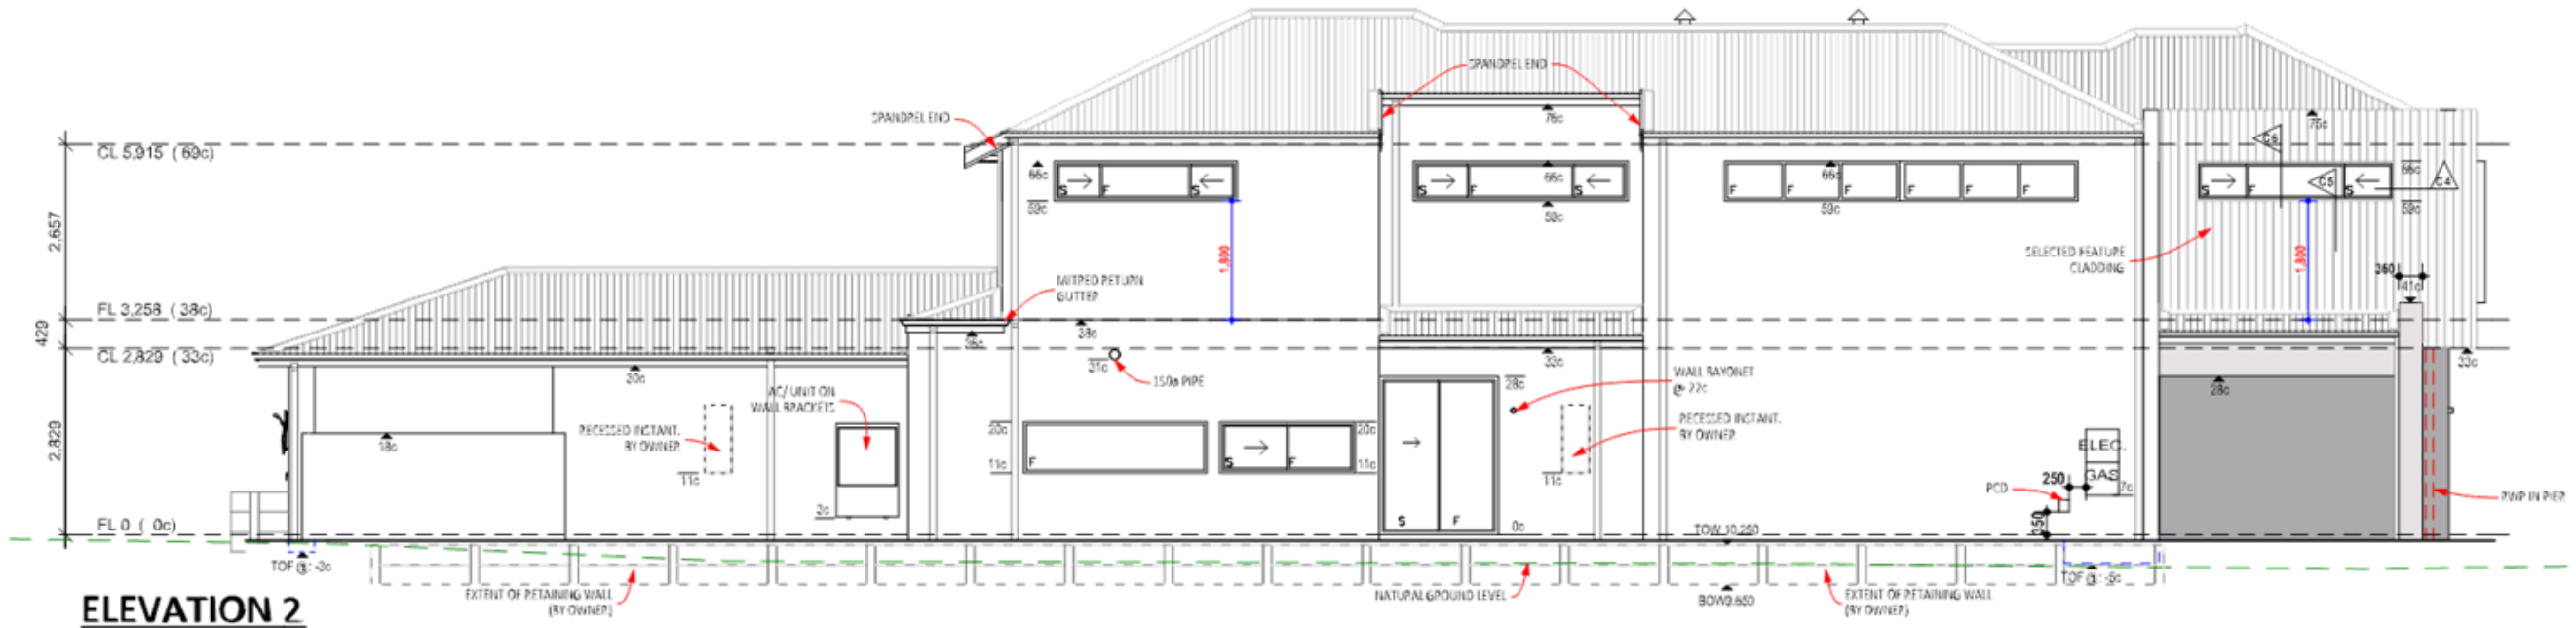 SPANDREL END
SPANDREL END
75c
75c
C6
CL 5,915 ( 69c)
66c
S
F
S
S
F
66c
S
F
F
F
66c
F
F
F
S
F
C5
S
66c
C4
59c
59c
59c
59c
2,657
1,800
SELECTED FEATURE
CLADDING
1,800
360
41c
MITRED RETURN
GUTTER
FL 3,258 ( 38c)
38c
36c
429
CL 2,829 ( 33c)
33c
33c
31c
150ø PIPE
30c
AC/ UNIT ON
WALL BRACKETS
28c
WALL BAYONET
@ 22c
28c
RECESSED INSTANT.
BY OWNER
RECESSED INSTANT.
BY OWNER
18c
20c
20c
2,829
F
S
F
11c
11c
11c
11c
ELEC.
GAS
250
7c
PCD
RWP IN PIER
3c
S
F
0c
350
FL 0 ( 0c)
TOW 10,250
TOF @: -3c
TOF @: -5c
EXTENT OF RETAINING WALL
(BY OWNER)
NATURAL GROUND LEVEL
BOW9,650
EXTENT OF RETAINING WALL
(BY OWNER)
ELEVATION 2